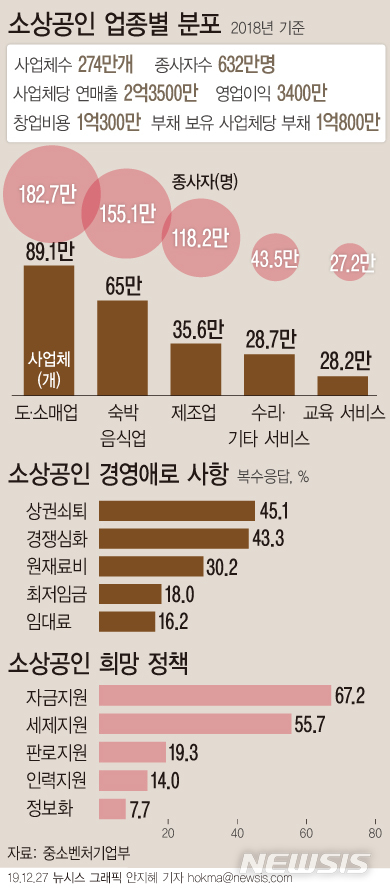 소상공인 업종별 분포 2018년 기준
사업체수 274만개 종사자수 632만명
사업체당 연매출 2억3500만 영업이익 3400만
창업비용 1억300만 부채 보유 사업체당 부채 1억800만
종사자(명)
182.7만 155.1만 118.2만 43.5만 27.2만
89.1만 65만 35.6만 28.7만 28.2만
사업체
(개)
도·소매업 숙박 제조업 수리· 교육 서비스
음식업 기타 서비스
소상공인 경영애로 사항 복수응답, %
상권쇠퇴 45.1
경쟁심화 43.3
원재료비 30.2
최저임금 18.0
임대료 16.2
소상공인 희망 정책
자금지원 67.2
세제지원 55.7
판로지원 19.3
인력지원 14.0
정보화 7.7
20 40 60 80
자료: 중소벤처기업부
19.12.27 뉴시스 그래픽 안지혜 기자 hokma@newsis.com
NEWSIS